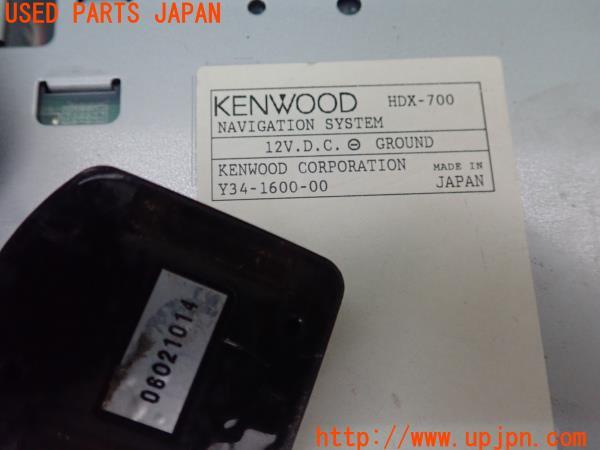 USED PARTS JAPAN
KENWOOD HDX-700
NAVIGATION SYSTEM
12V.D.C. ⊖ GROUND
KENWOOD CORPORATION MADE IN
Y34-1600-00 JAPAN
06021014
http://www.upjpn.com